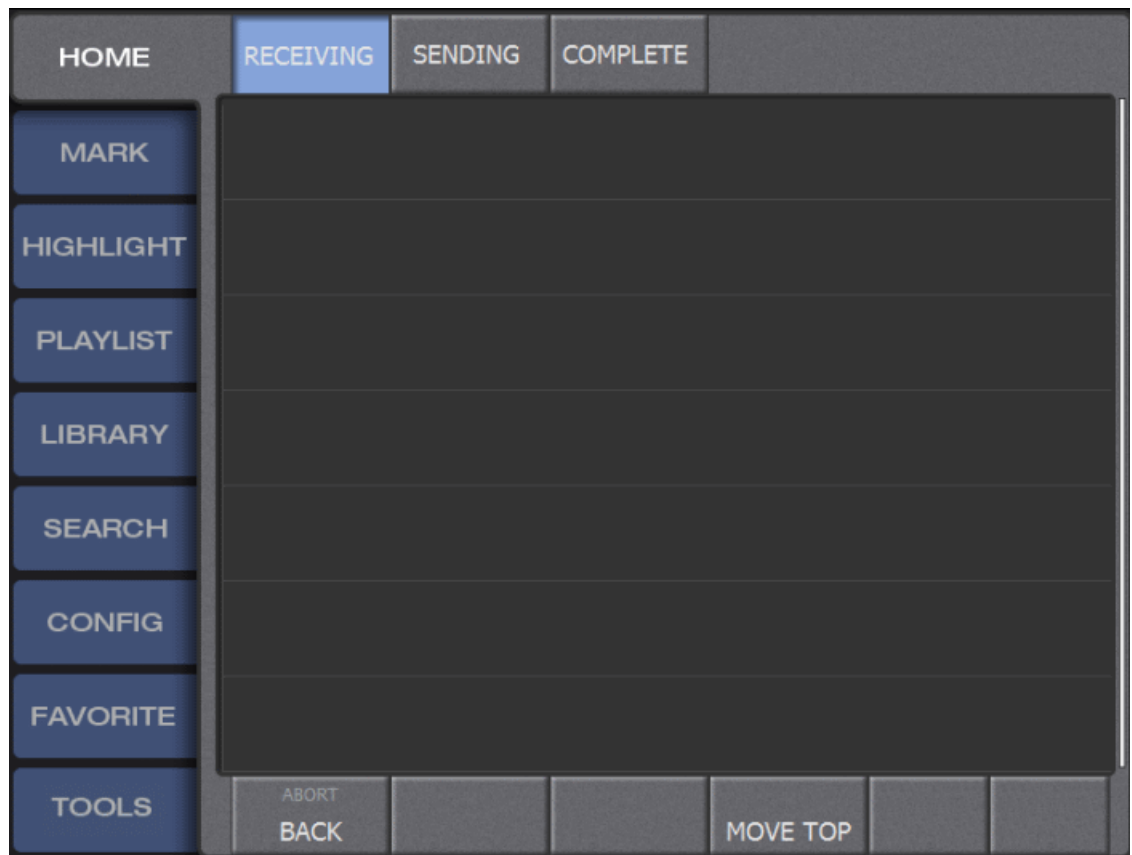 HOME
RECEIVING
SENDING
COMPLETE
MARK
HIGHLIGHT
PLAYLIST
LIBRARY
SEARCH
CONFIG
FAVORITE
TOOLS
ABORT
BACK
MOVE TOP